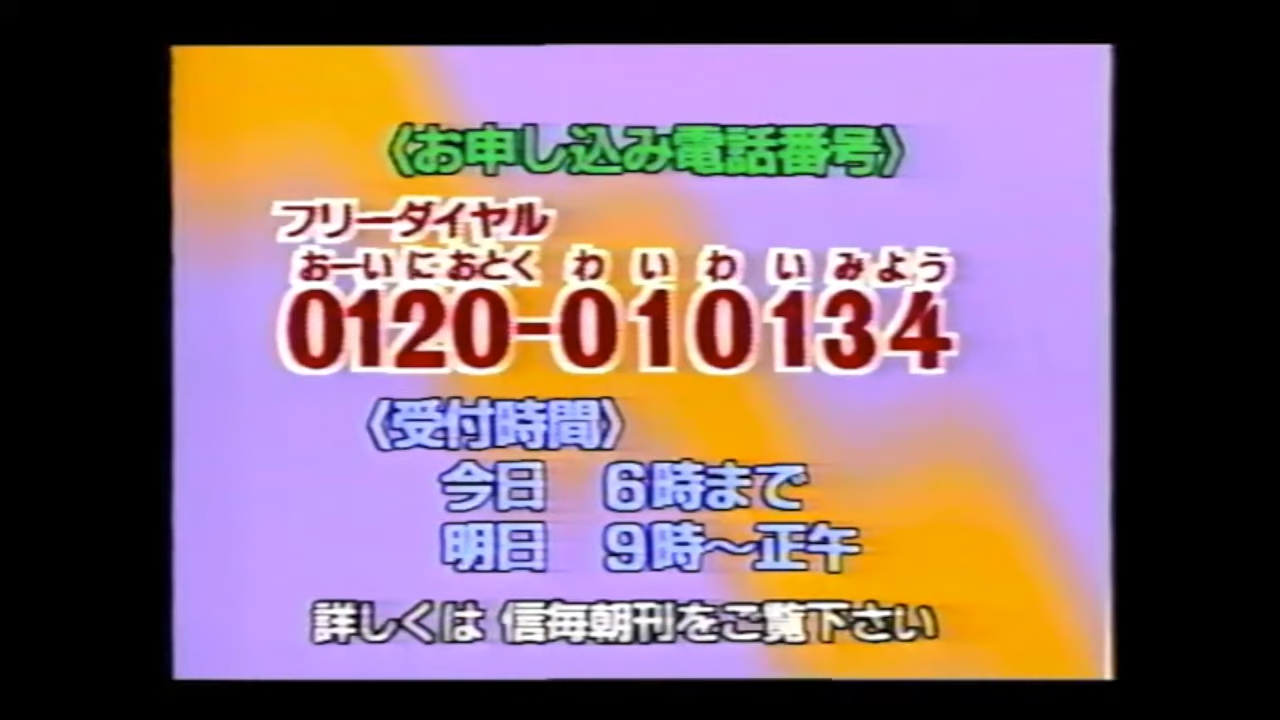 〈お申し込み電話番号〉
フリーダイヤル
おーいにおとく わいわいみよう
0120-010134
〈受付時間〉
今日 6時まで
明日 9時〜正午
詳しくは 信毎朝刊をご覧下さい